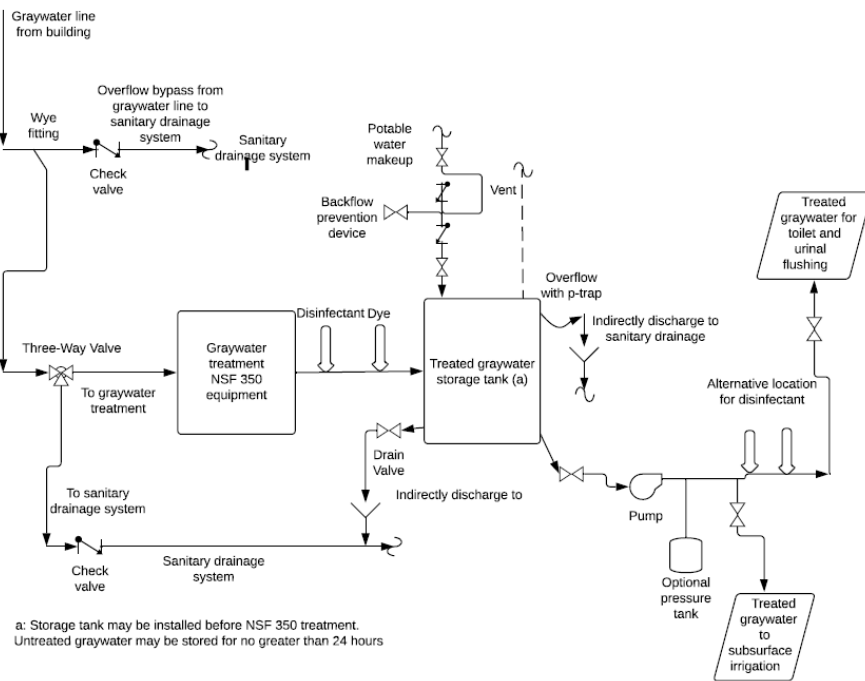 Graywater line
from building
Wye
fitting
Overflow bypass from
graywater line to
sanitary drainage
system
Check
valve
Sanitary
drainage system
Potable
water
makeup
Vent
Backflow
prevention
device
Overflow
with p-trap
Indirectly discharge to
sanitary drainage
Treated
graywater for
toilet and
urinal
flushing
Three-Way Valve
To graywater
treatment
Graywater
treatment
NSF 350
equipment
Disinfectant Dye
Treated graywater
storage tank (a)
Alternative location
for disinfectant
Drain
Valve
Indirectly discharge to
To sanitary
drainage system
Pump
Check
valve
Sanitary drainage
system
Optional
pressure
tank
Treated
graywater
to
subsurface
irrigation
a: Storage tank may be installed before NSF 350 treatment.
Untreated graywater may be stored for no greater than 24 hours